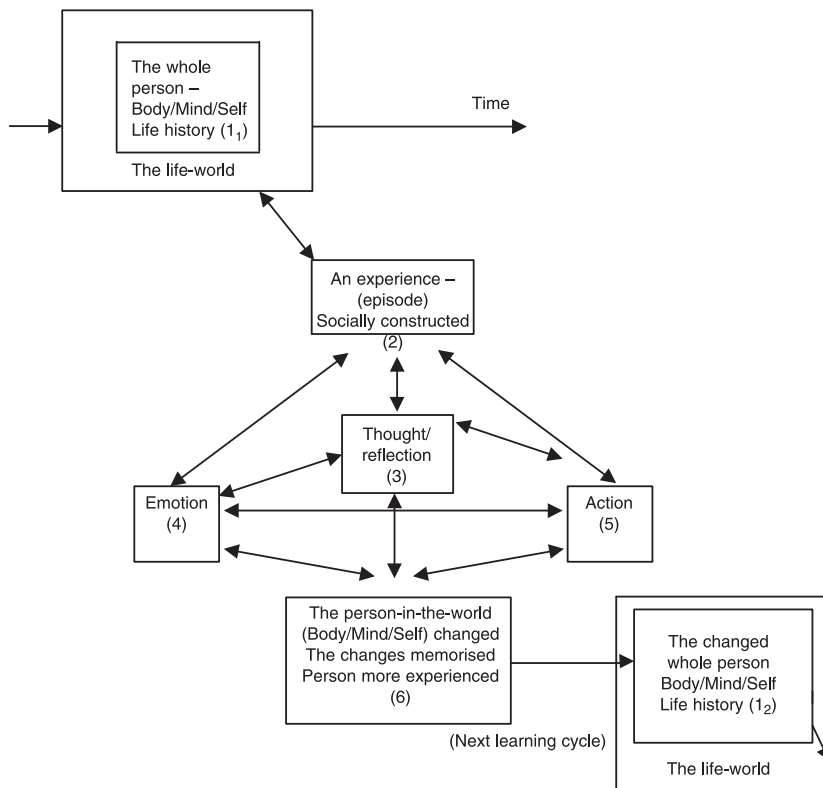 The whole
person –
Body/Mind/Self
Life history (1₁)
The life-world
Time
An experience –
(episode)
Socially constructed
(2)
Thought/
reflection
(3)
Emotion
(4)
Action
(5)
The person-in-the-world
(Body/Mind/Self) changed
The changes memorised
Person more experienced
(6)
The changed
whole person
Body/Mind/Self
Life history (1₂)
(Next learning cycle)
The life-world